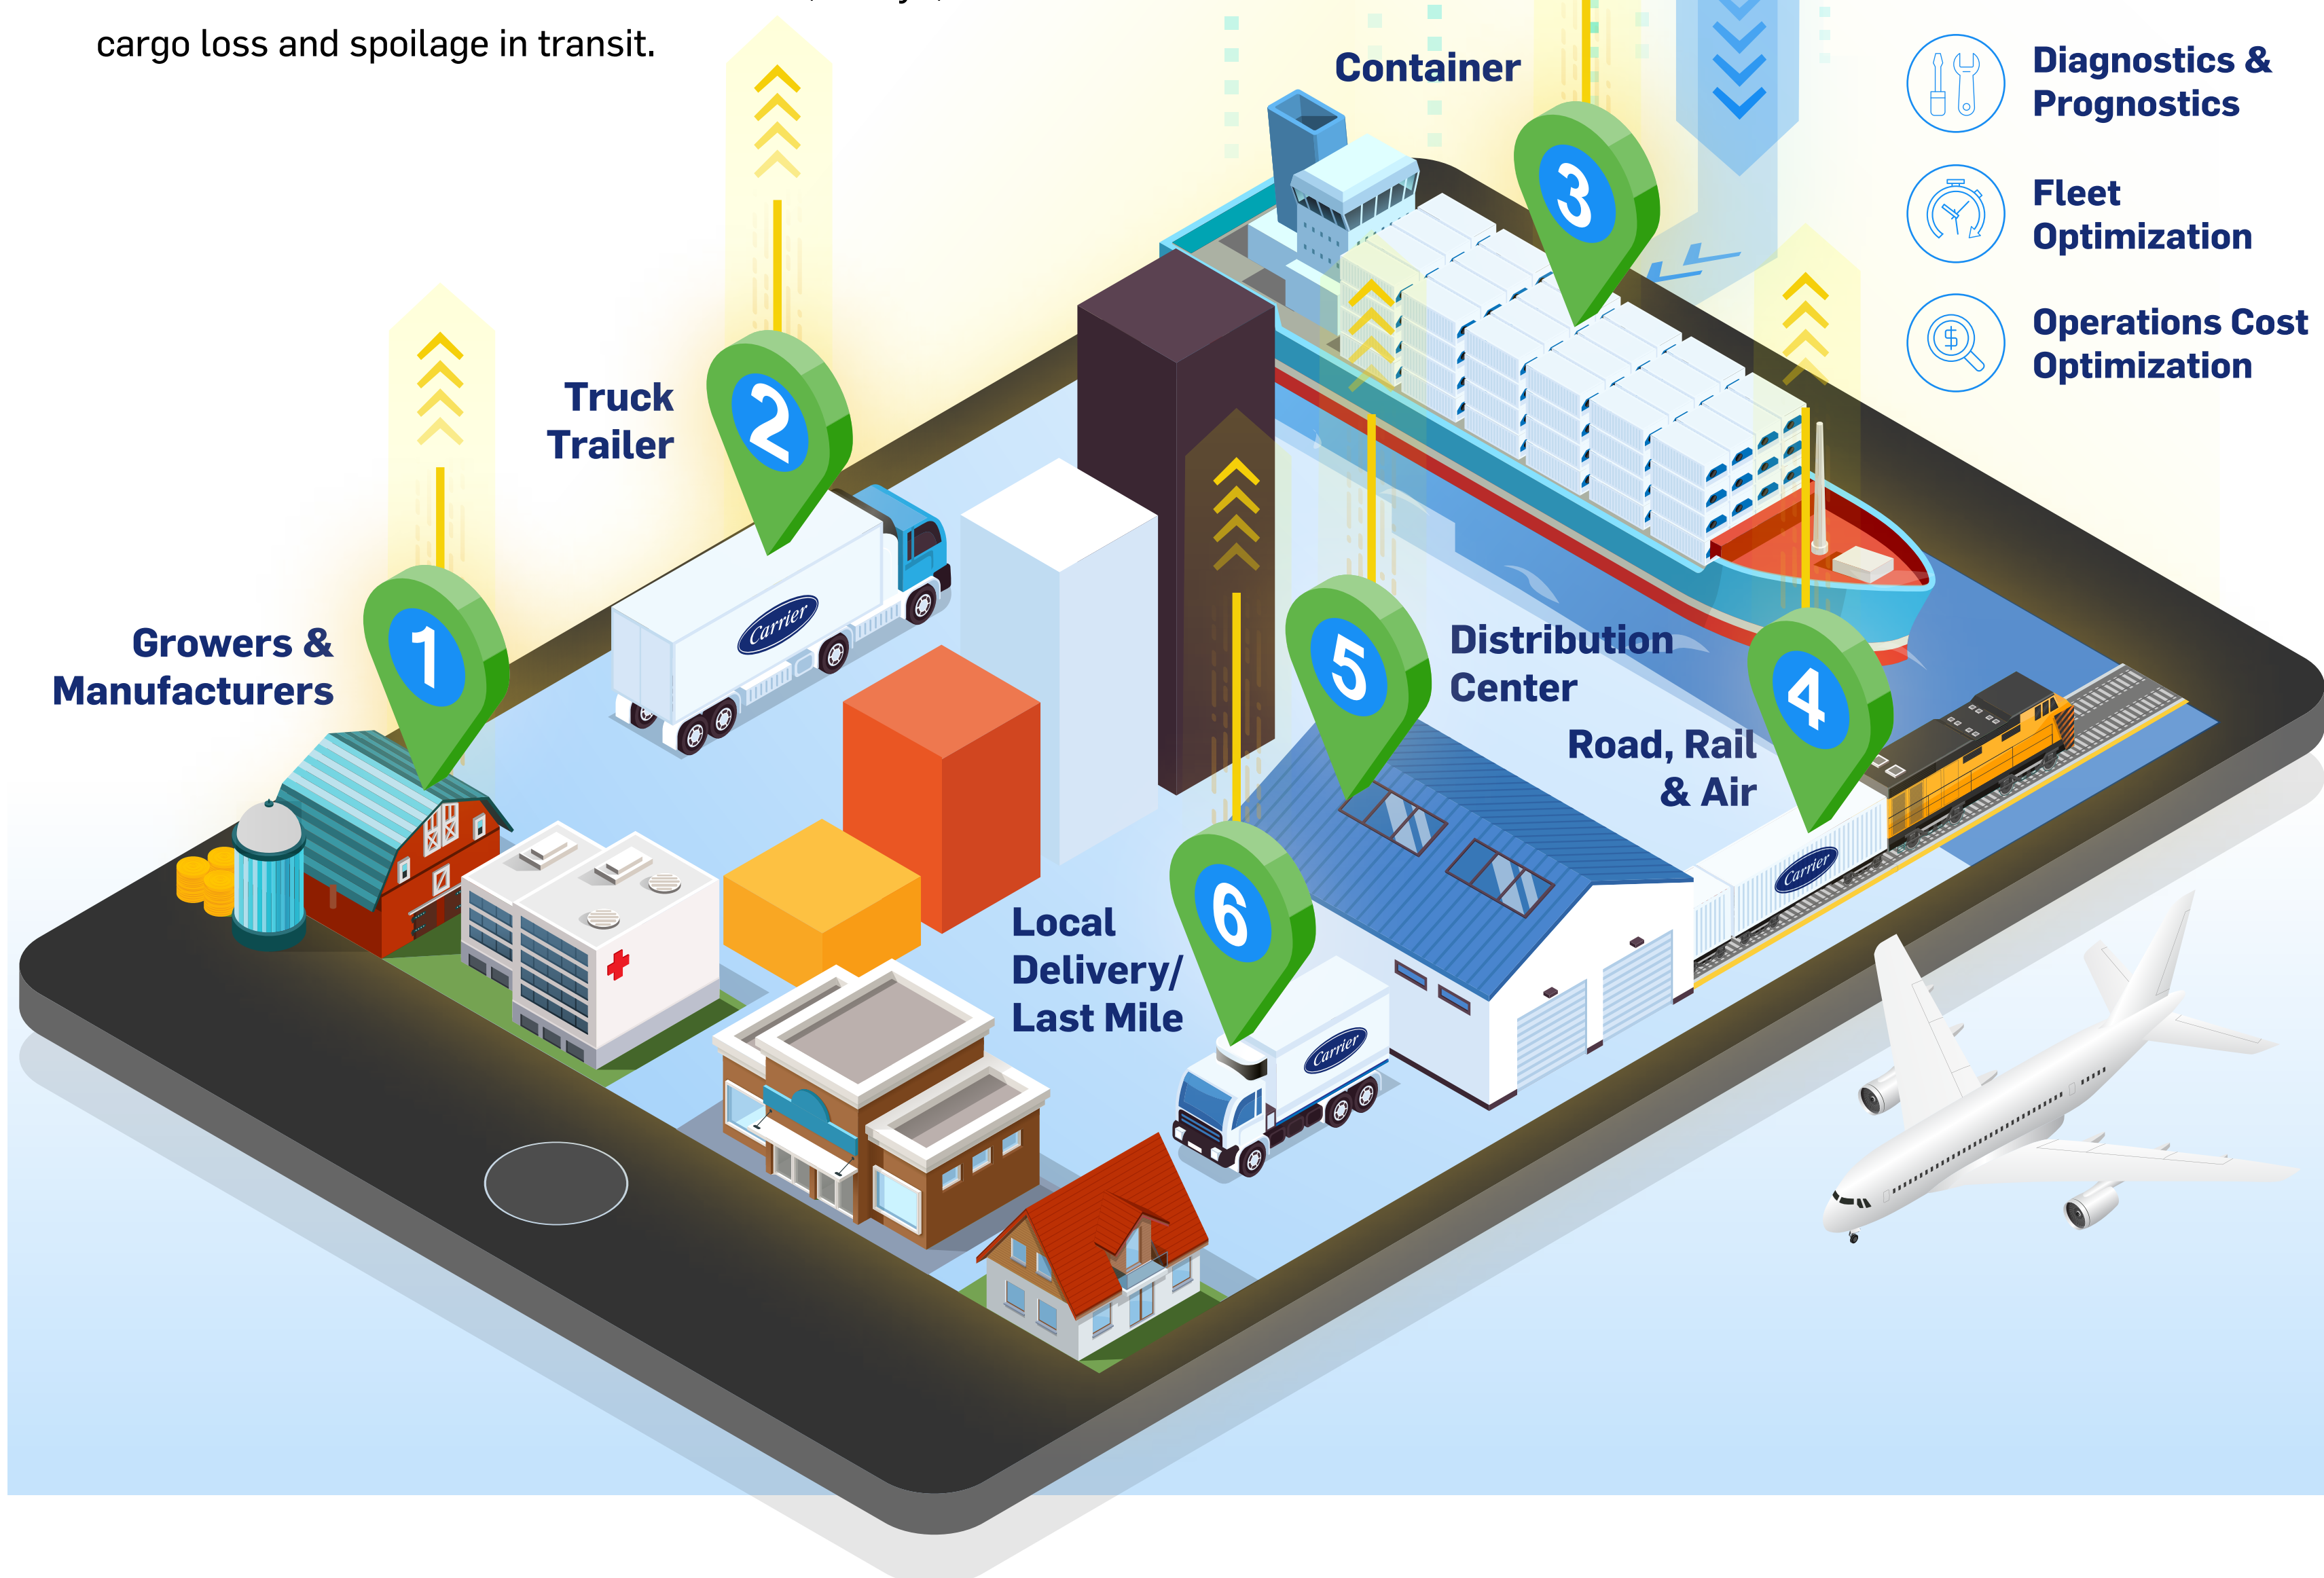 cargo loss and spoilage in transit.
Container
Diagnostics &
Prognostics
Fleet
Optimization
Operations Cost
Optimization
3
Truck
Trailer
2
Carrier
Growers &
Manufacturers
1
Distribution
Center
5
Road, Rail
& Air
4
Carrier
Local
Delivery/
Last Mile
6
Carrier